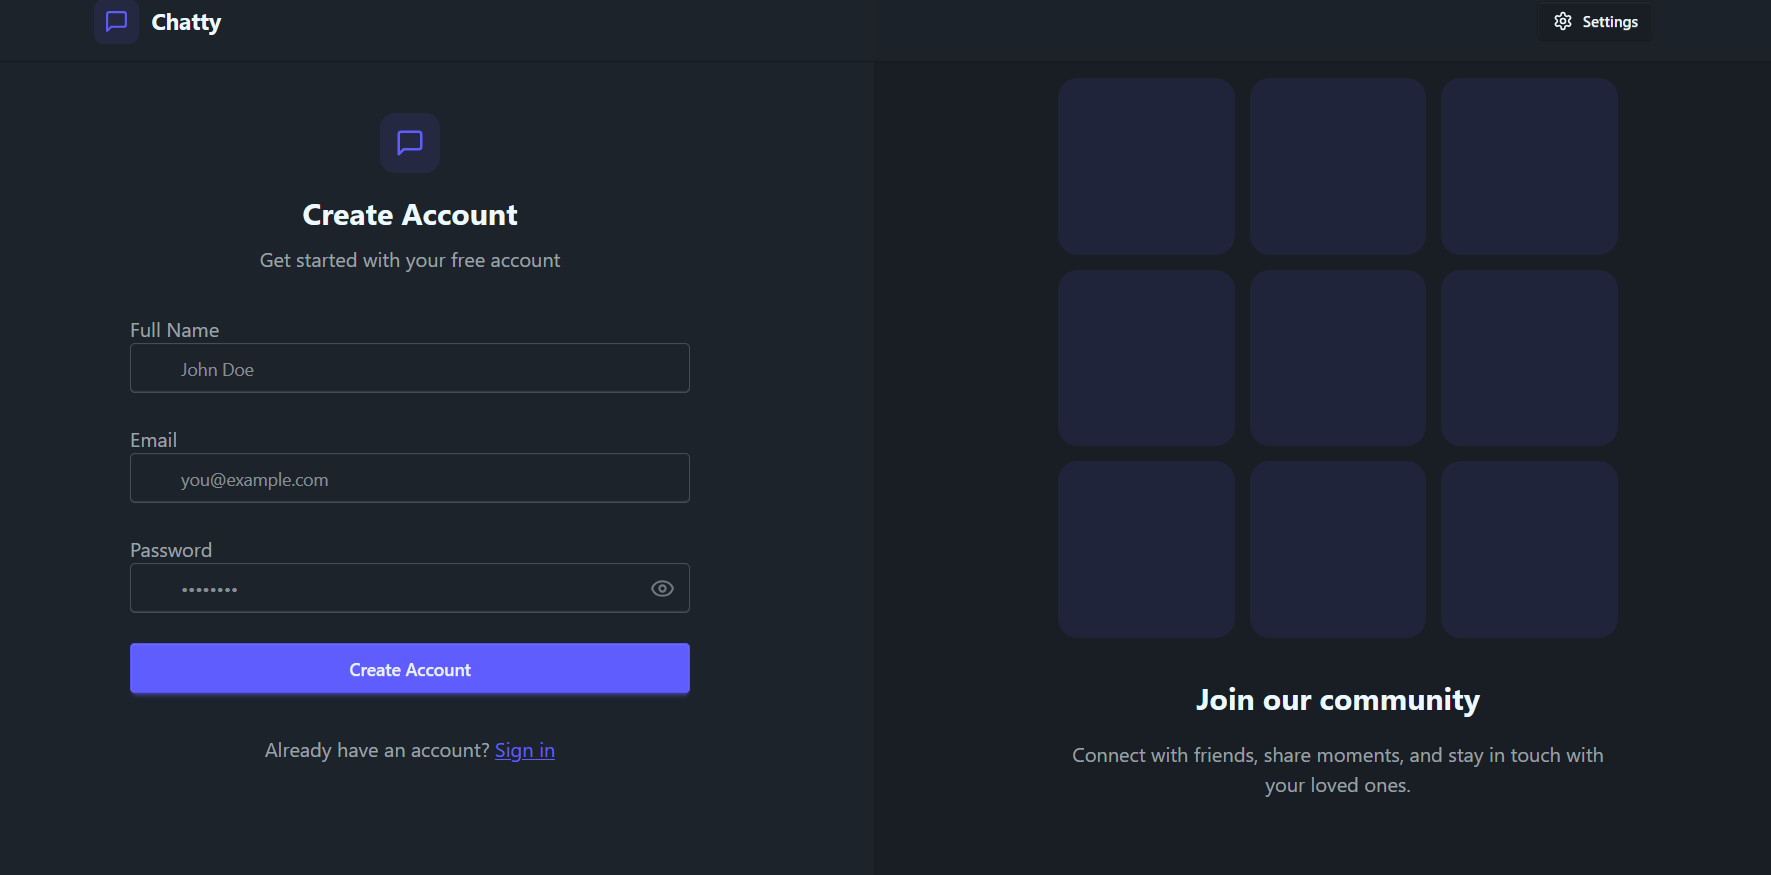 Chatty
Settings
Create Account
Get started with your free account
Full Name
John Doe
Email
you@example.com
Password
••••••••
Create Account
Already have an account? Sign in
Join our community
Connect with friends, share moments, and stay in touch with
your loved ones.